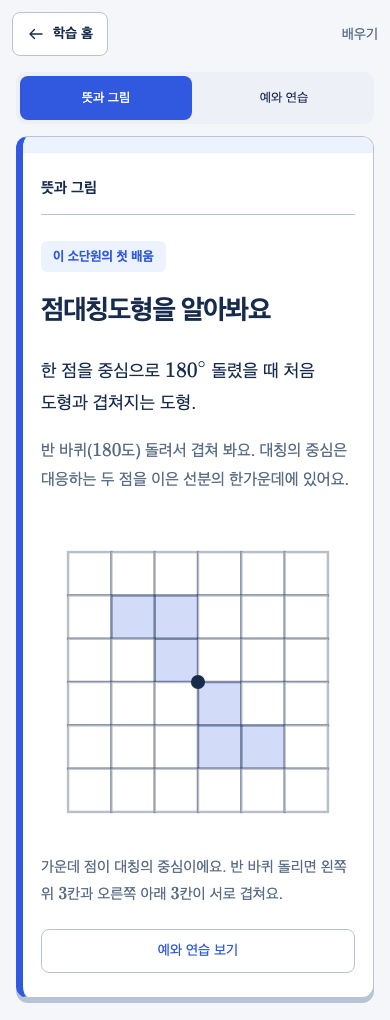 ← 학습 홈
배우기
뜻과 그림
예와 연습
뜻과 그림
이 소단원의 첫 배움
점대칭도형을 알아봐요
한 점을 중심으로 180° 돌렸을 때 처음
도형과 겹쳐지는 도형.
반 바퀴(180도) 돌려서 겹쳐 봐요. 대칭의 중심은
대응하는 두 점을 이은 선분의 한가운데에 있어요.
가운데 점이 대칭의 중심이에요. 반 바퀴 돌리면 왼쪽
위 3칸과 오른쪽 아래 3칸이 서로 겹쳐요.
예와 연습 보기